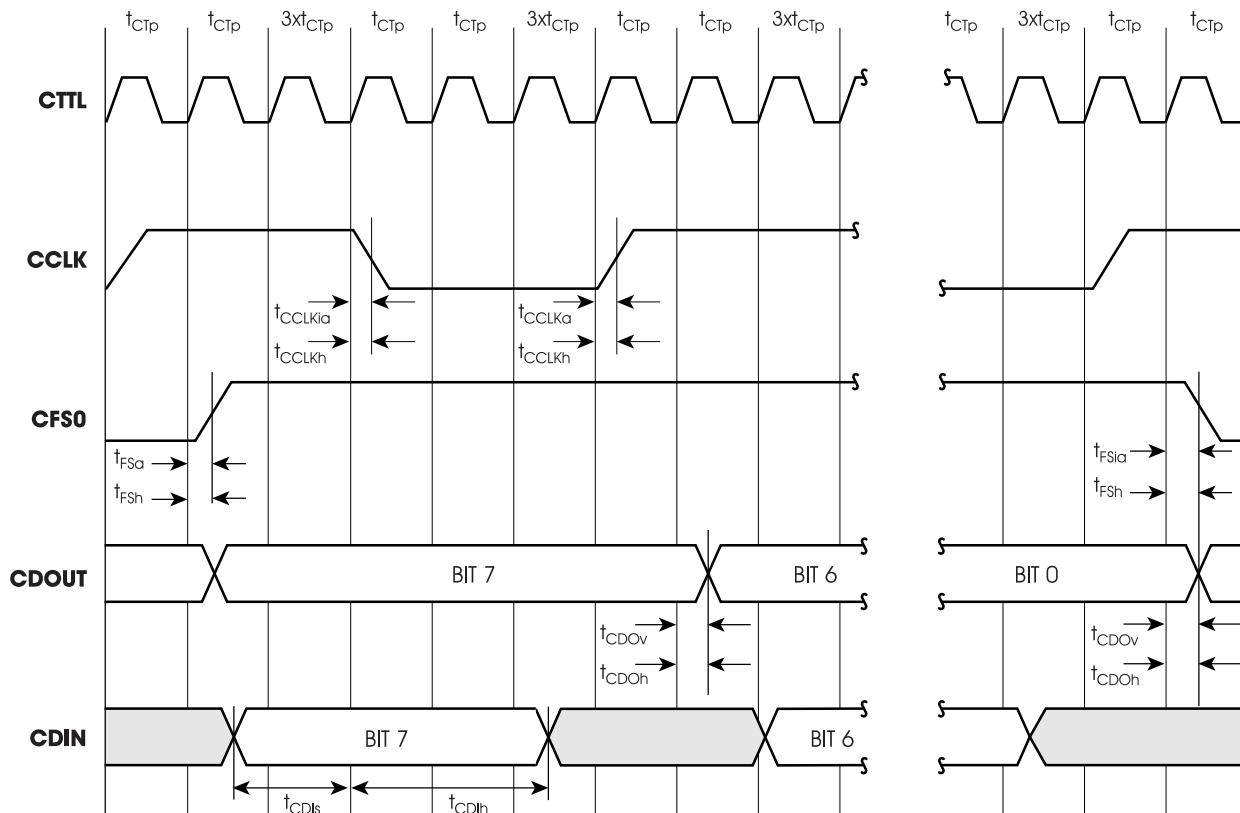 tCTp tCTp 3xtCTp tCTp tCTp 3xtCTp tCTp tCTp 3xtCTp tCTp 3xtCTp tCTp tCTp
CTTL
CCLK
tCCLKia tCCLKa
tCCLKh tCCLKh
CFS0
tFSa tFSia
tFSh tFSh
CDOUT BIT 7 BIT 6 BIT 0
tCDOv tCDOv
tCDOh tCDOh
CDIN BIT 7 BIT 6
tCDIs tCDIh